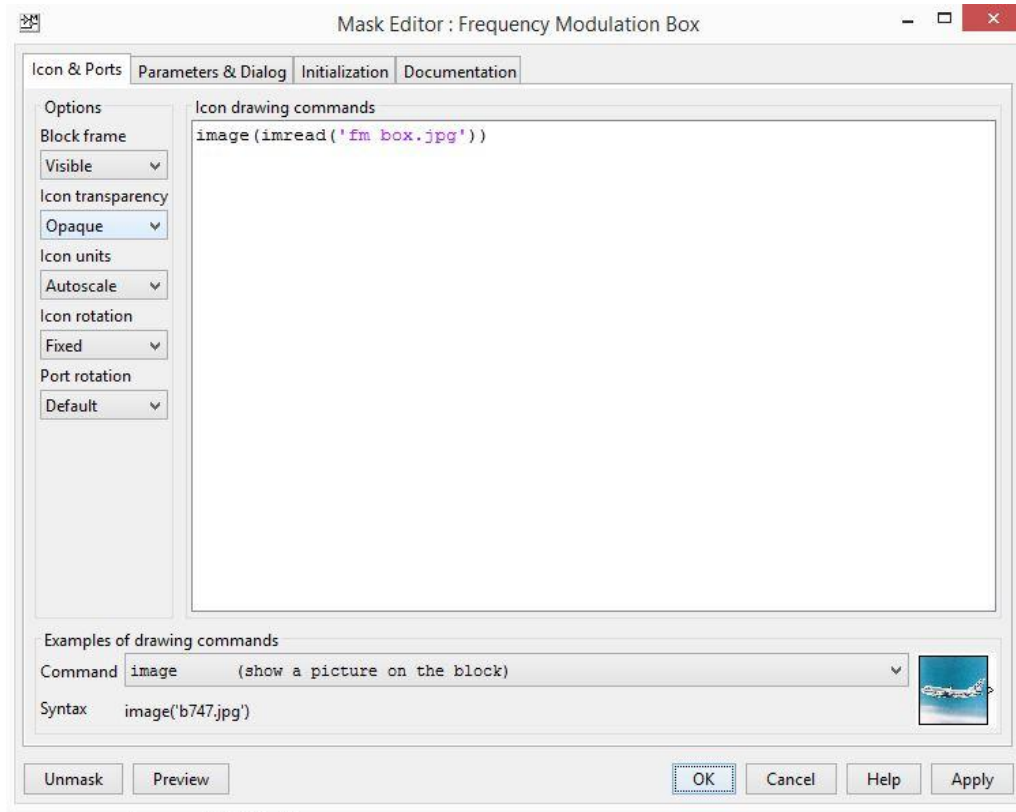 Mask Editor : Frequency Modulation Box
Icon & Ports Parameters & Dialog Initialization Documentation
Options
Icon drawing commands
Block frame
Visible
Icon transparency
Opaque
Icon units
Autoscale
Icon rotation
Fixed
Port rotation
Default
image(imread('fm box.jpg'))
Examples of drawing commands
Command image (show a picture on the block)
Syntax image('b747.jpg')
Unmask Preview OK Cancel Help Apply